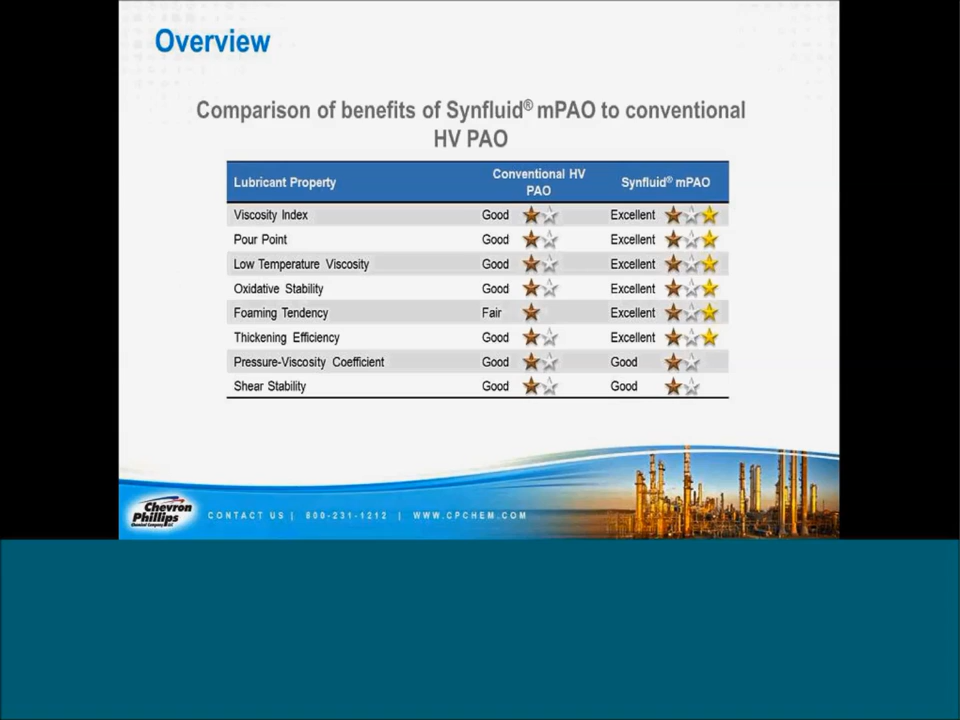 Overview
Comparison of benefits of Synfluid® mPAO to conventional
HV PAO
Lubricant Property
Conventional HV
PAO
Synfluid® mPAO
Viscosity Index Good Excellent
Pour Point Good Excellent
Low Temperature Viscosity Good Excellent
Oxidative Stability Good Excellent
Foaming Tendency Fair Excellent
Thickening Efficiency Good Excellent
Pressure-Viscosity Coefficient Good Good
Shear Stability Good Good
Chevron
Phillips
Chemical Company
CONTACT US | 800-231-1212 | WWW.CPCHEM.COM